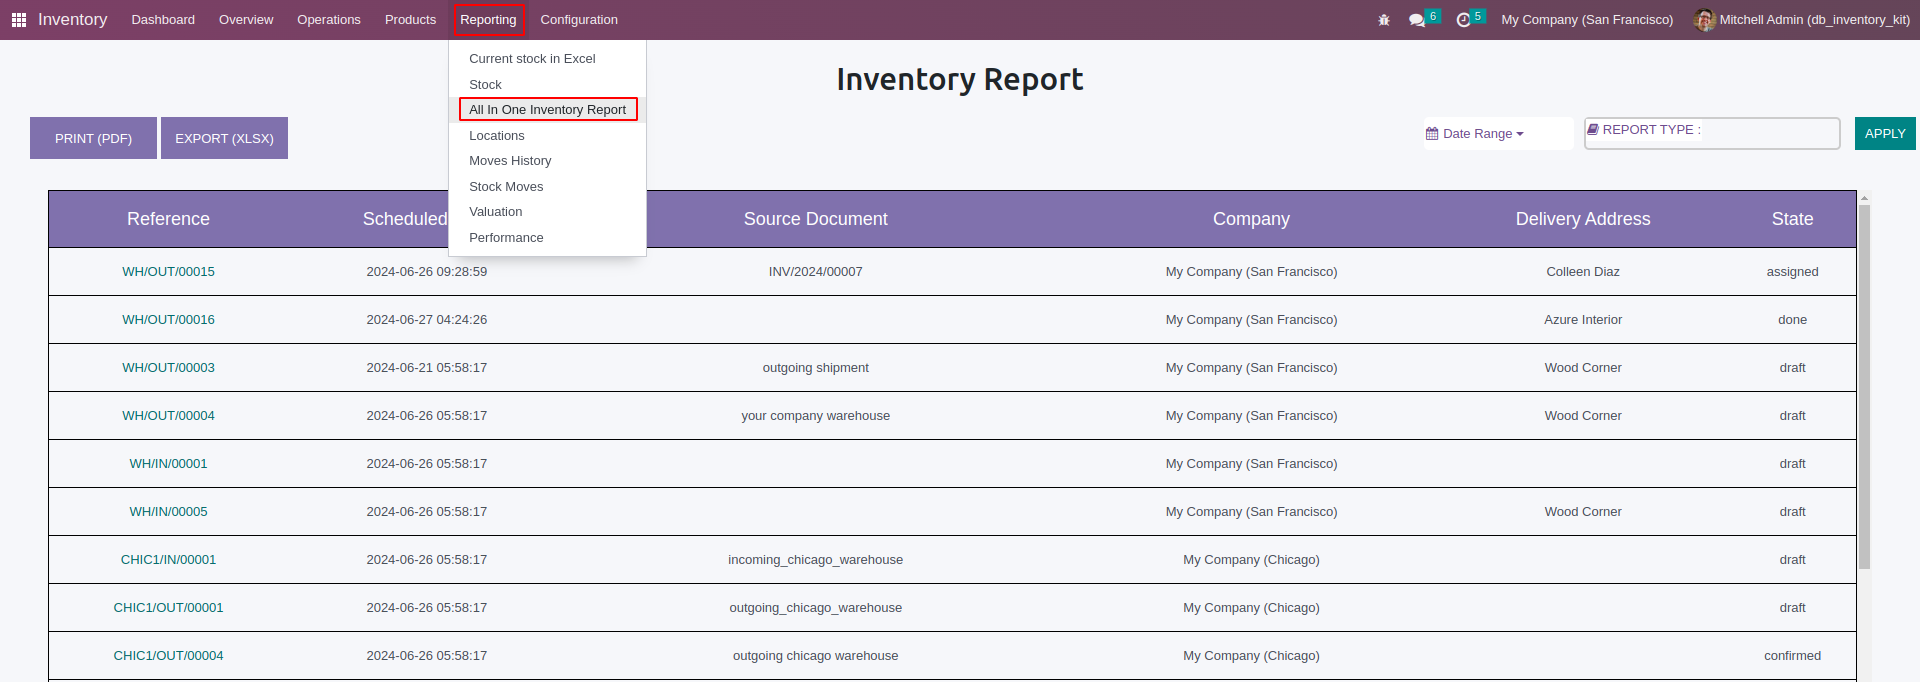 Inventory Dashboard Overview Operations Products Reporting Configuration 6 5 My Company (San Francisco) Mitchell Admin (db_inventory_kit)
Current stock in Excel
Stock
All In One Inventory Report
Locations
Moves History
Stock Moves
Valuation
Performance
Inventory Report
PRINT (PDF) EXPORT (XLSX) Date Range REPORT TYPE : APPLY
Reference Scheduled Source Document Company Delivery Address State
WH/OUT/00015 2024-06-26 09:28:59 INV/2024/00007 My Company (San Francisco) Colleen Diaz assigned
WH/OUT/00016 2024-06-27 04:24:26 My Company (San Francisco) Azure Interior done
WH/OUT/00003 2024-06-21 05:58:17 outgoing shipment My Company (San Francisco) Wood Corner draft
WH/OUT/00004 2024-06-26 05:58:17 your company warehouse My Company (San Francisco) Wood Corner draft
WH/IN/00001 2024-06-26 05:58:17 My Company (San Francisco) draft
WH/IN/00005 2024-06-26 05:58:17 My Company (San Francisco) Wood Corner draft
CHIC1/IN/00001 2024-06-26 05:58:17 incoming_chicago_warehouse My Company (Chicago) draft
CHIC1/OUT/00001 2024-06-26 05:58:17 outgoing_chicago_warehouse My Company (Chicago) draft
CHIC1/OUT/00004 2024-06-26 05:58:17 outgoing chicago warehouse My Company (Chicago) confirmed